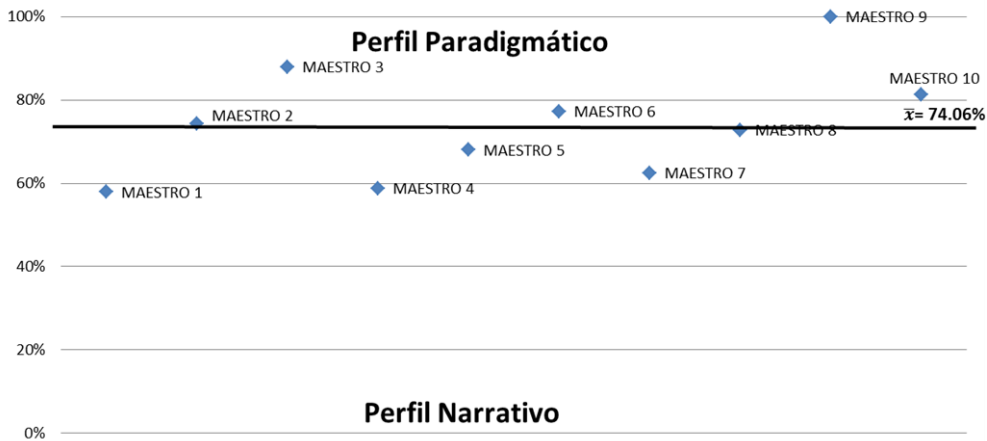 100%
MAESTRO 9
Perfil Paradigmático
MAESTRO 3
MAESTRO 10
80%
MAESTRO 2
MAESTRO 6
x̅= 74.06%
MAESTRO 8
MAESTRO 5
MAESTRO 7
60%
MAESTRO 1
MAESTRO 4
40%
20%
Perfil Narrativo
0%